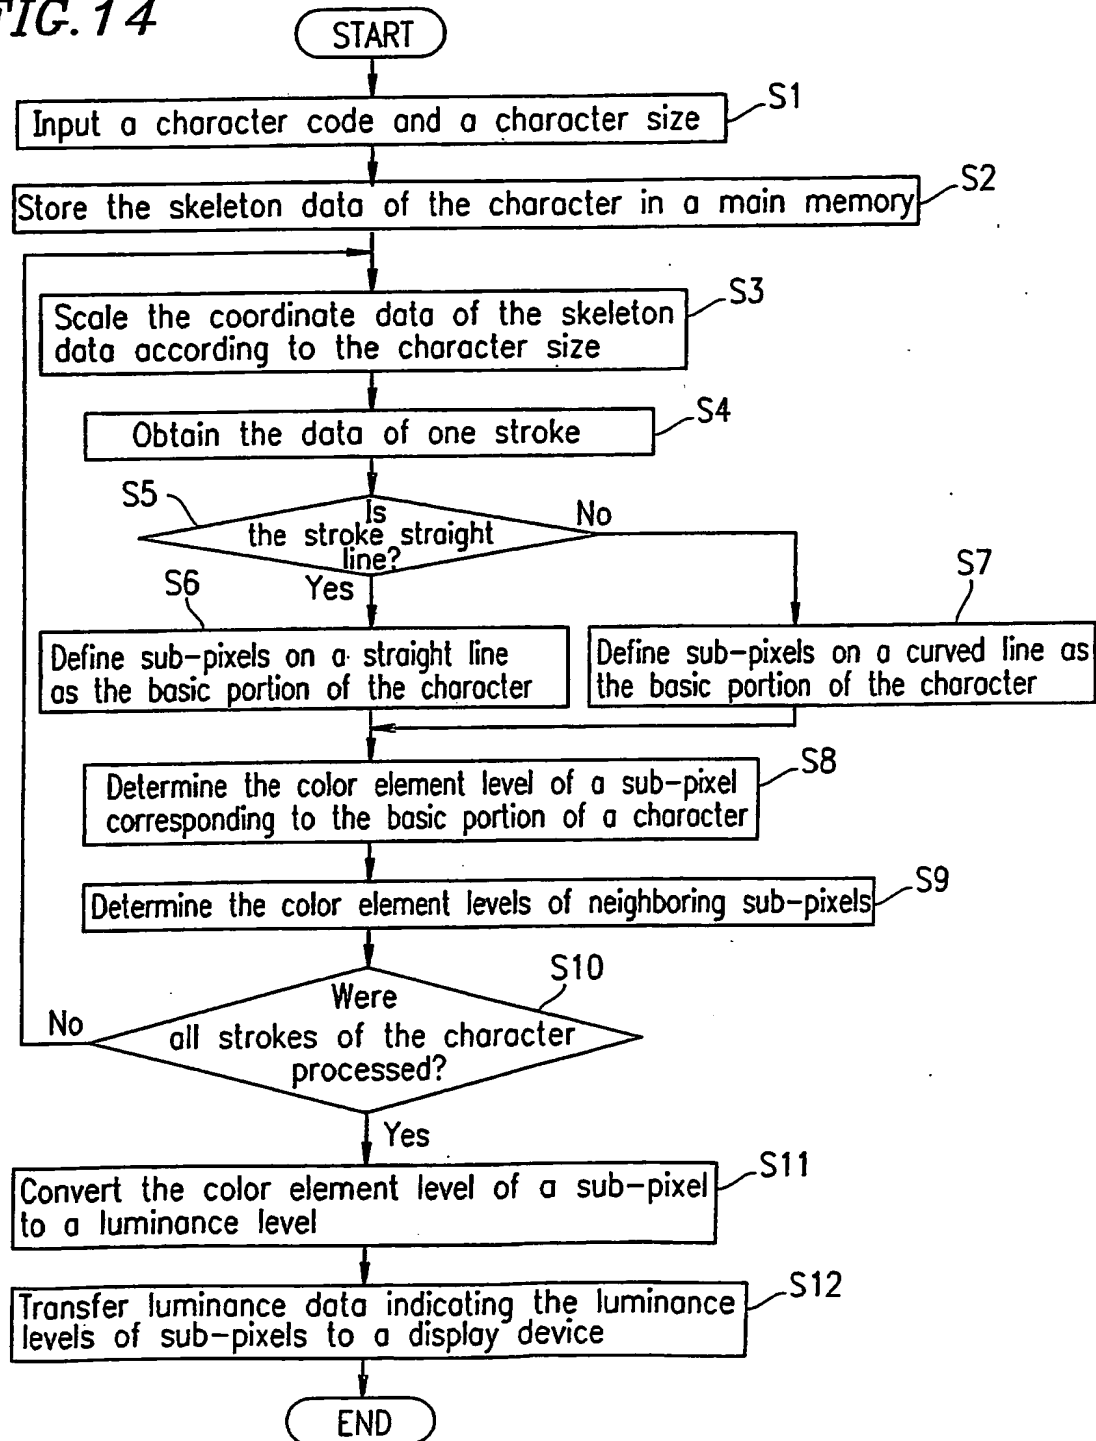 FIG.14
START
S1
Input a character code and a character size
S2
Store the skeleton data of the character in a main memory
S3
Scale the coordinate data of the skeleton
data according to the character size
S4
Obtain the data of one stroke
S5
Is
the stroke straight
line?
No
Yes
S6
S7
Define sub-pixels on a straight line
as the basic portion of the character
Define sub-pixels on a curved line as
the basic portion of the character
S8
Determine the color element level of a sub-pixel
corresponding to the basic portion of a character
S9
Determine the color element levels of neighboring sub-pixels
S10
Were
all strokes of the character
processed?
No
Yes
S11
Convert the color element level of a sub-pixel
to a luminance level
S12
Transfer luminance data indicating the luminance
levels of sub-pixels to a display device
END